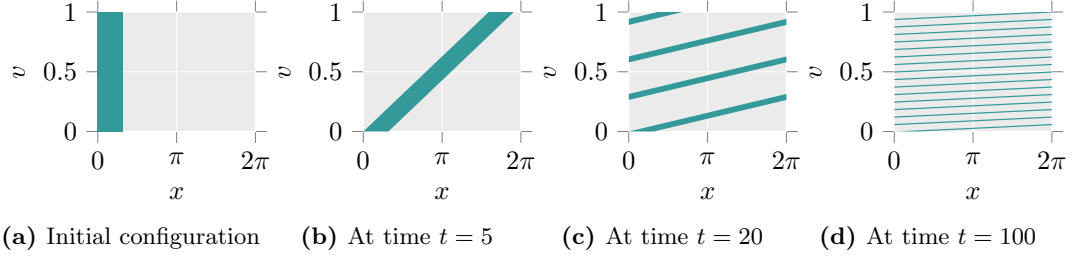 1 1 1 1
v 0.5 v 0.5 v 0.5 v 0.5
0 0 0 0
0 π 2π 0 π 2π 0 π 2π 0 π 2π
x x x x
(a) Initial configuration (b) At time t = 5 (c) At time t = 20 (d) At time t = 100